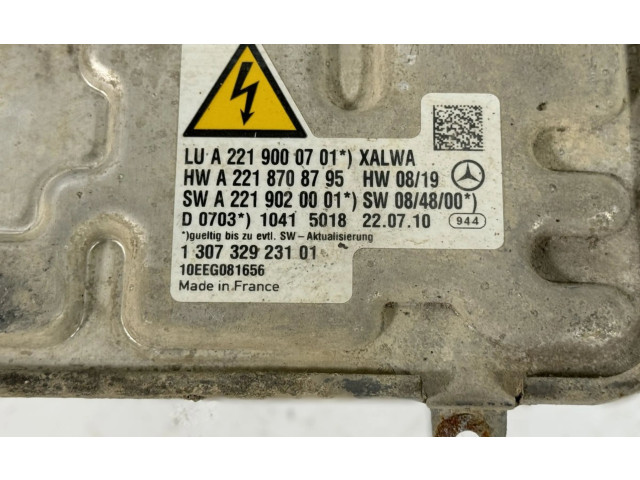 LU A 221 900 07 01*) XALWA
HW A 221 870 87 95 HW 08/19
SW A 221 902 00 01*) SW 08/48/00*)
D 0703*) 1041 5018 22.07.10 944
*)gueltig bis zu evtl. SW - Aktualisierung
1 307 329 231 01
10EEG081656
Made in France